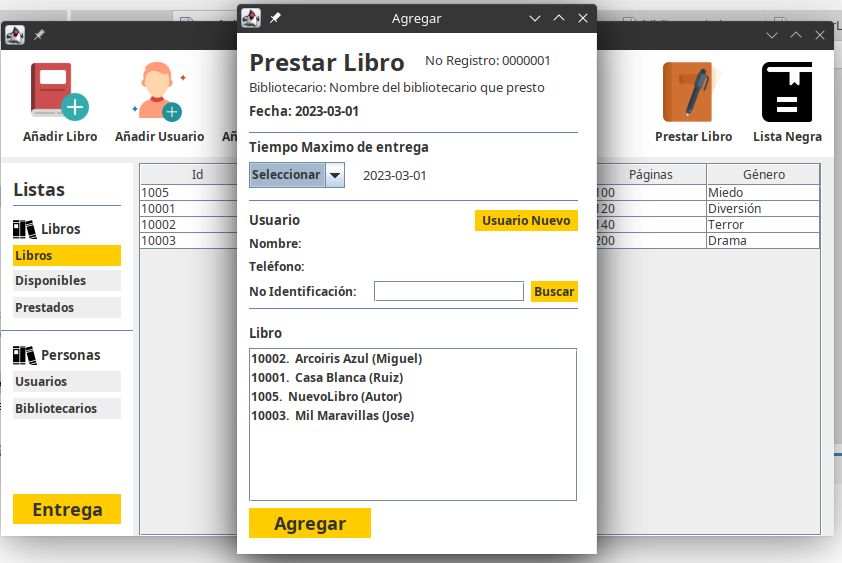 Agregar
Añadir Libro
Añadir Usuario
Añ
Prestar Libro
Lista Negra
Listas
Libros
Libros
Disponibles
Prestados
Personas
Usuarios
Bibliotecarios
Entrega
Id
Páginas
Género
1005
100
Miedo
10001
120
Diversión
10002
140
Terror
10003
200
Drama
Prestar Libro
No Registro: 0000001
Bibliotecario: Nombre del bibliotecario que presto
Fecha: 2023-03-01
Tiempo Maximo de entrega
Seleccionar
2023-03-01
Usuario
Usuario Nuevo
Nombre:
Teléfono:
No Identificación:
Buscar
Libro
10002. Arcoiris Azul (Miguel)
10001. Casa Blanca (Ruiz)
1005. NuevoLibro (Autor)
10003. Mil Maravillas (Jose)
Agregar